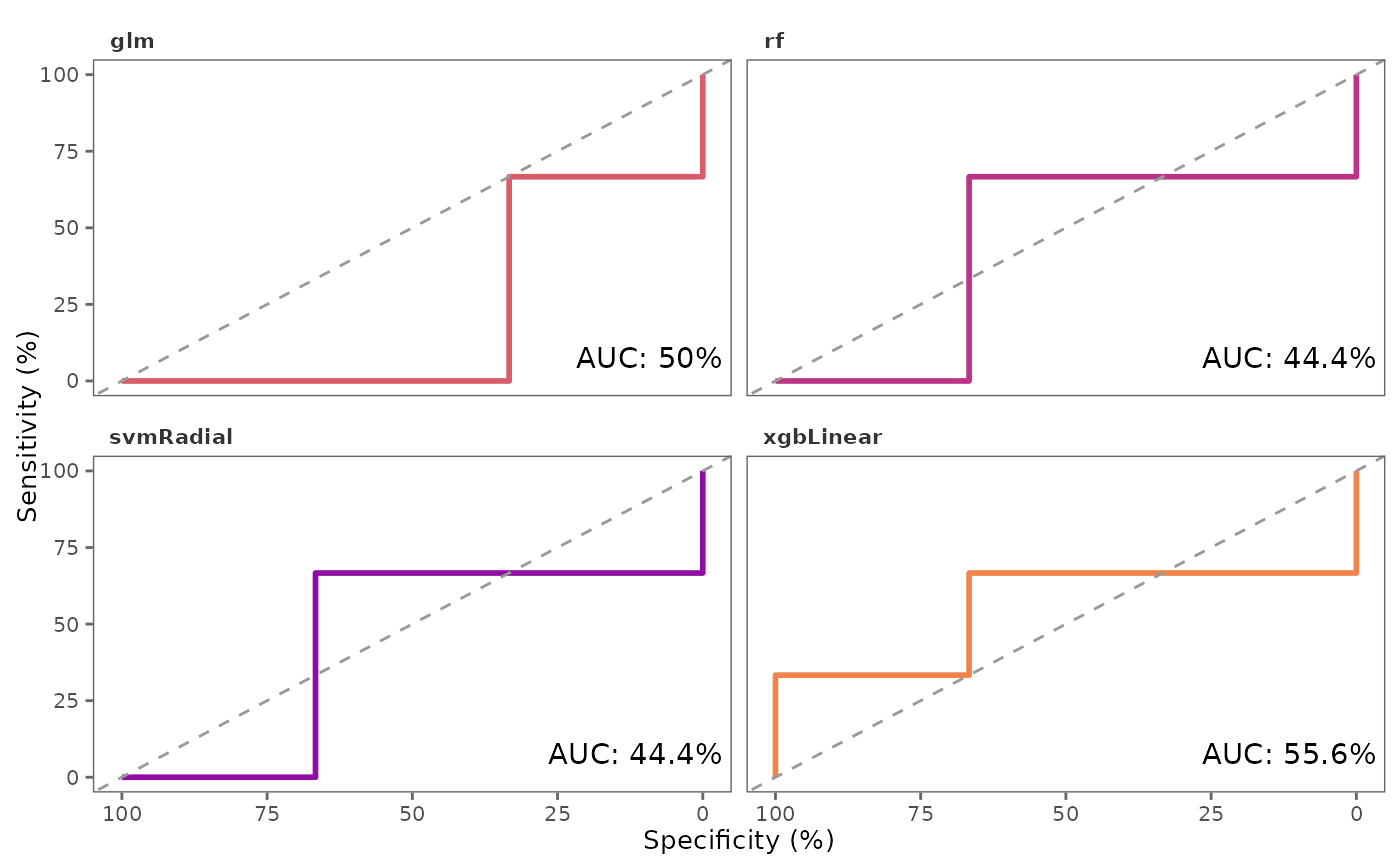 glm
rf
100
75
50
25
0
AUC: 50%
AUC: 44.4%
Sensitivity (%)
svmRadial
xgbLinear
100
75
50
25
0
AUC: 44.4%
AUC: 55.6%
100 75 50 25 0
100 75 50 25 0
Specificity (%)